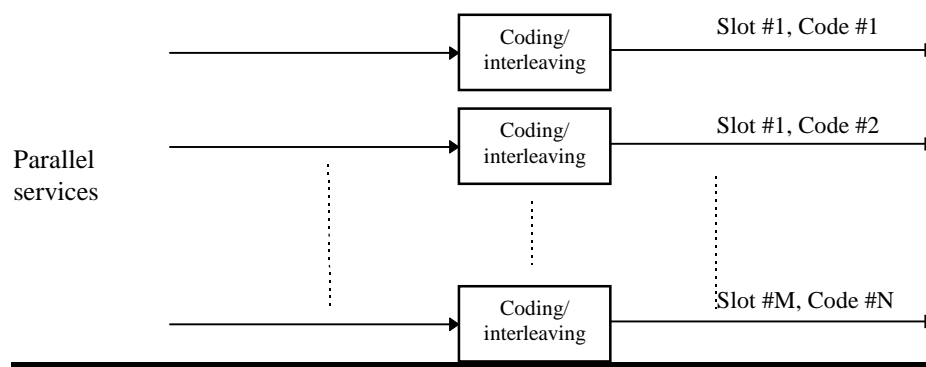 Coding/
interleaving
Slot #1, Code #1
Coding/
interleaving
Slot #1, Code #2
Parallel
services
Coding/
interleaving
Slot #M, Code #N